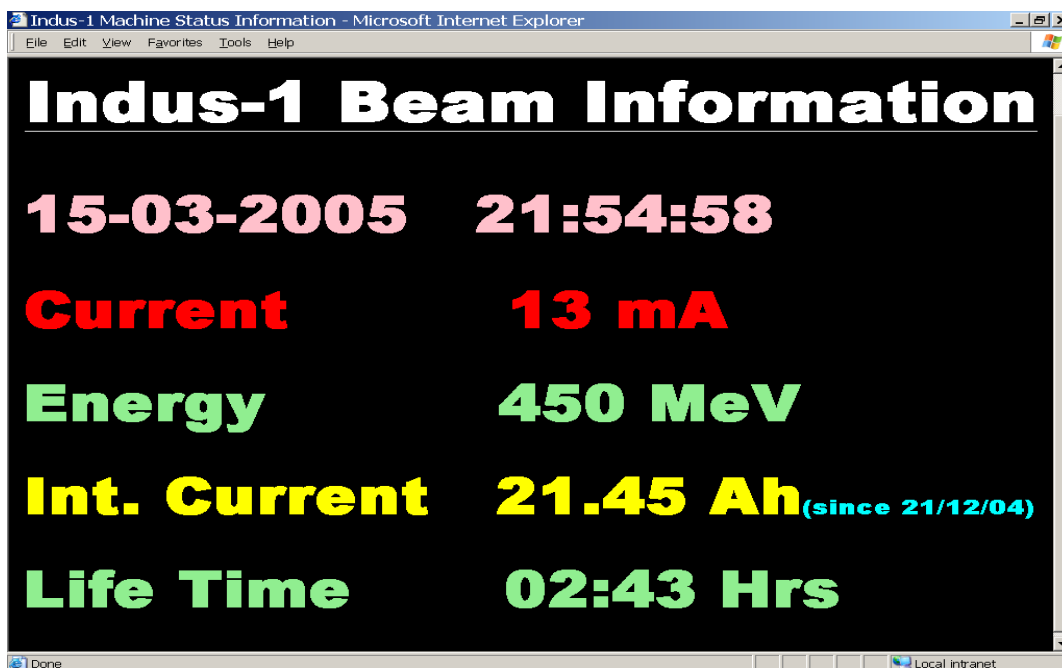 Indus-1 Machine Status Information - Microsoft Internet Explorer
File Edit View Favorites Tools Help
Indus-1 Beam Information
15-03-2005 21:54:58
Current 13 mA
Energy 450 MeV
Int. Current 21.45 Ah(since 21/12/04)
Life Time 02:43 Hrs
Done Local intranet